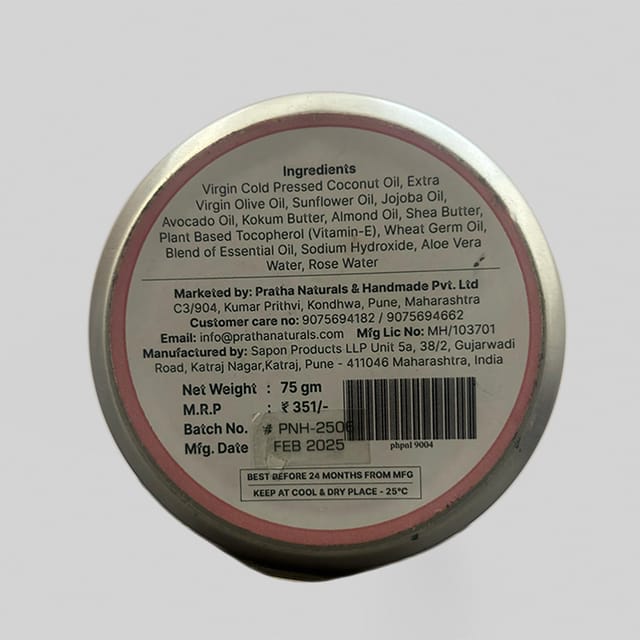 Ingredients
Virgin Cold Pressed Coconut Oil, Extra
Virgin Olive Oil, Sunflower Oil, Jojoba Oil,
Avocado Oil, Kokum Butter, Almond Oil, Shea Butter,
Plant Based Tocopherol (Vitamin-E), Wheat Germ Oil,
Blend of Essential Oil, Sodium Hydroxide, Aloe Vera
Water, Rose Water
Marketed by: Pratha Naturals & Handmade Pvt. Ltd
C3/904, Kumar Prithvi, Kondhwa, Pune, Maharashtra
Customer care no: 9075694182 / 9075694662
Email: info@prathanaturals.com Mfg Lic No: MH/103701
Manufactured by: Sapon Products LLP Unit 5a, 38/2, Gujarwadi
Road, Katraj Nagar,Katraj, Pune - 411046 Maharashtra, India
Net Weight : 75 gm
M.R.P : ₹ 351/-
Batch No. : # PNH-2506
Mfg. Date : FEB 2025
phpnl 9004
BEST BEFORE 24 MONTHS FROM MFG
KEEP AT COOL & DRY PLACE - 25°C